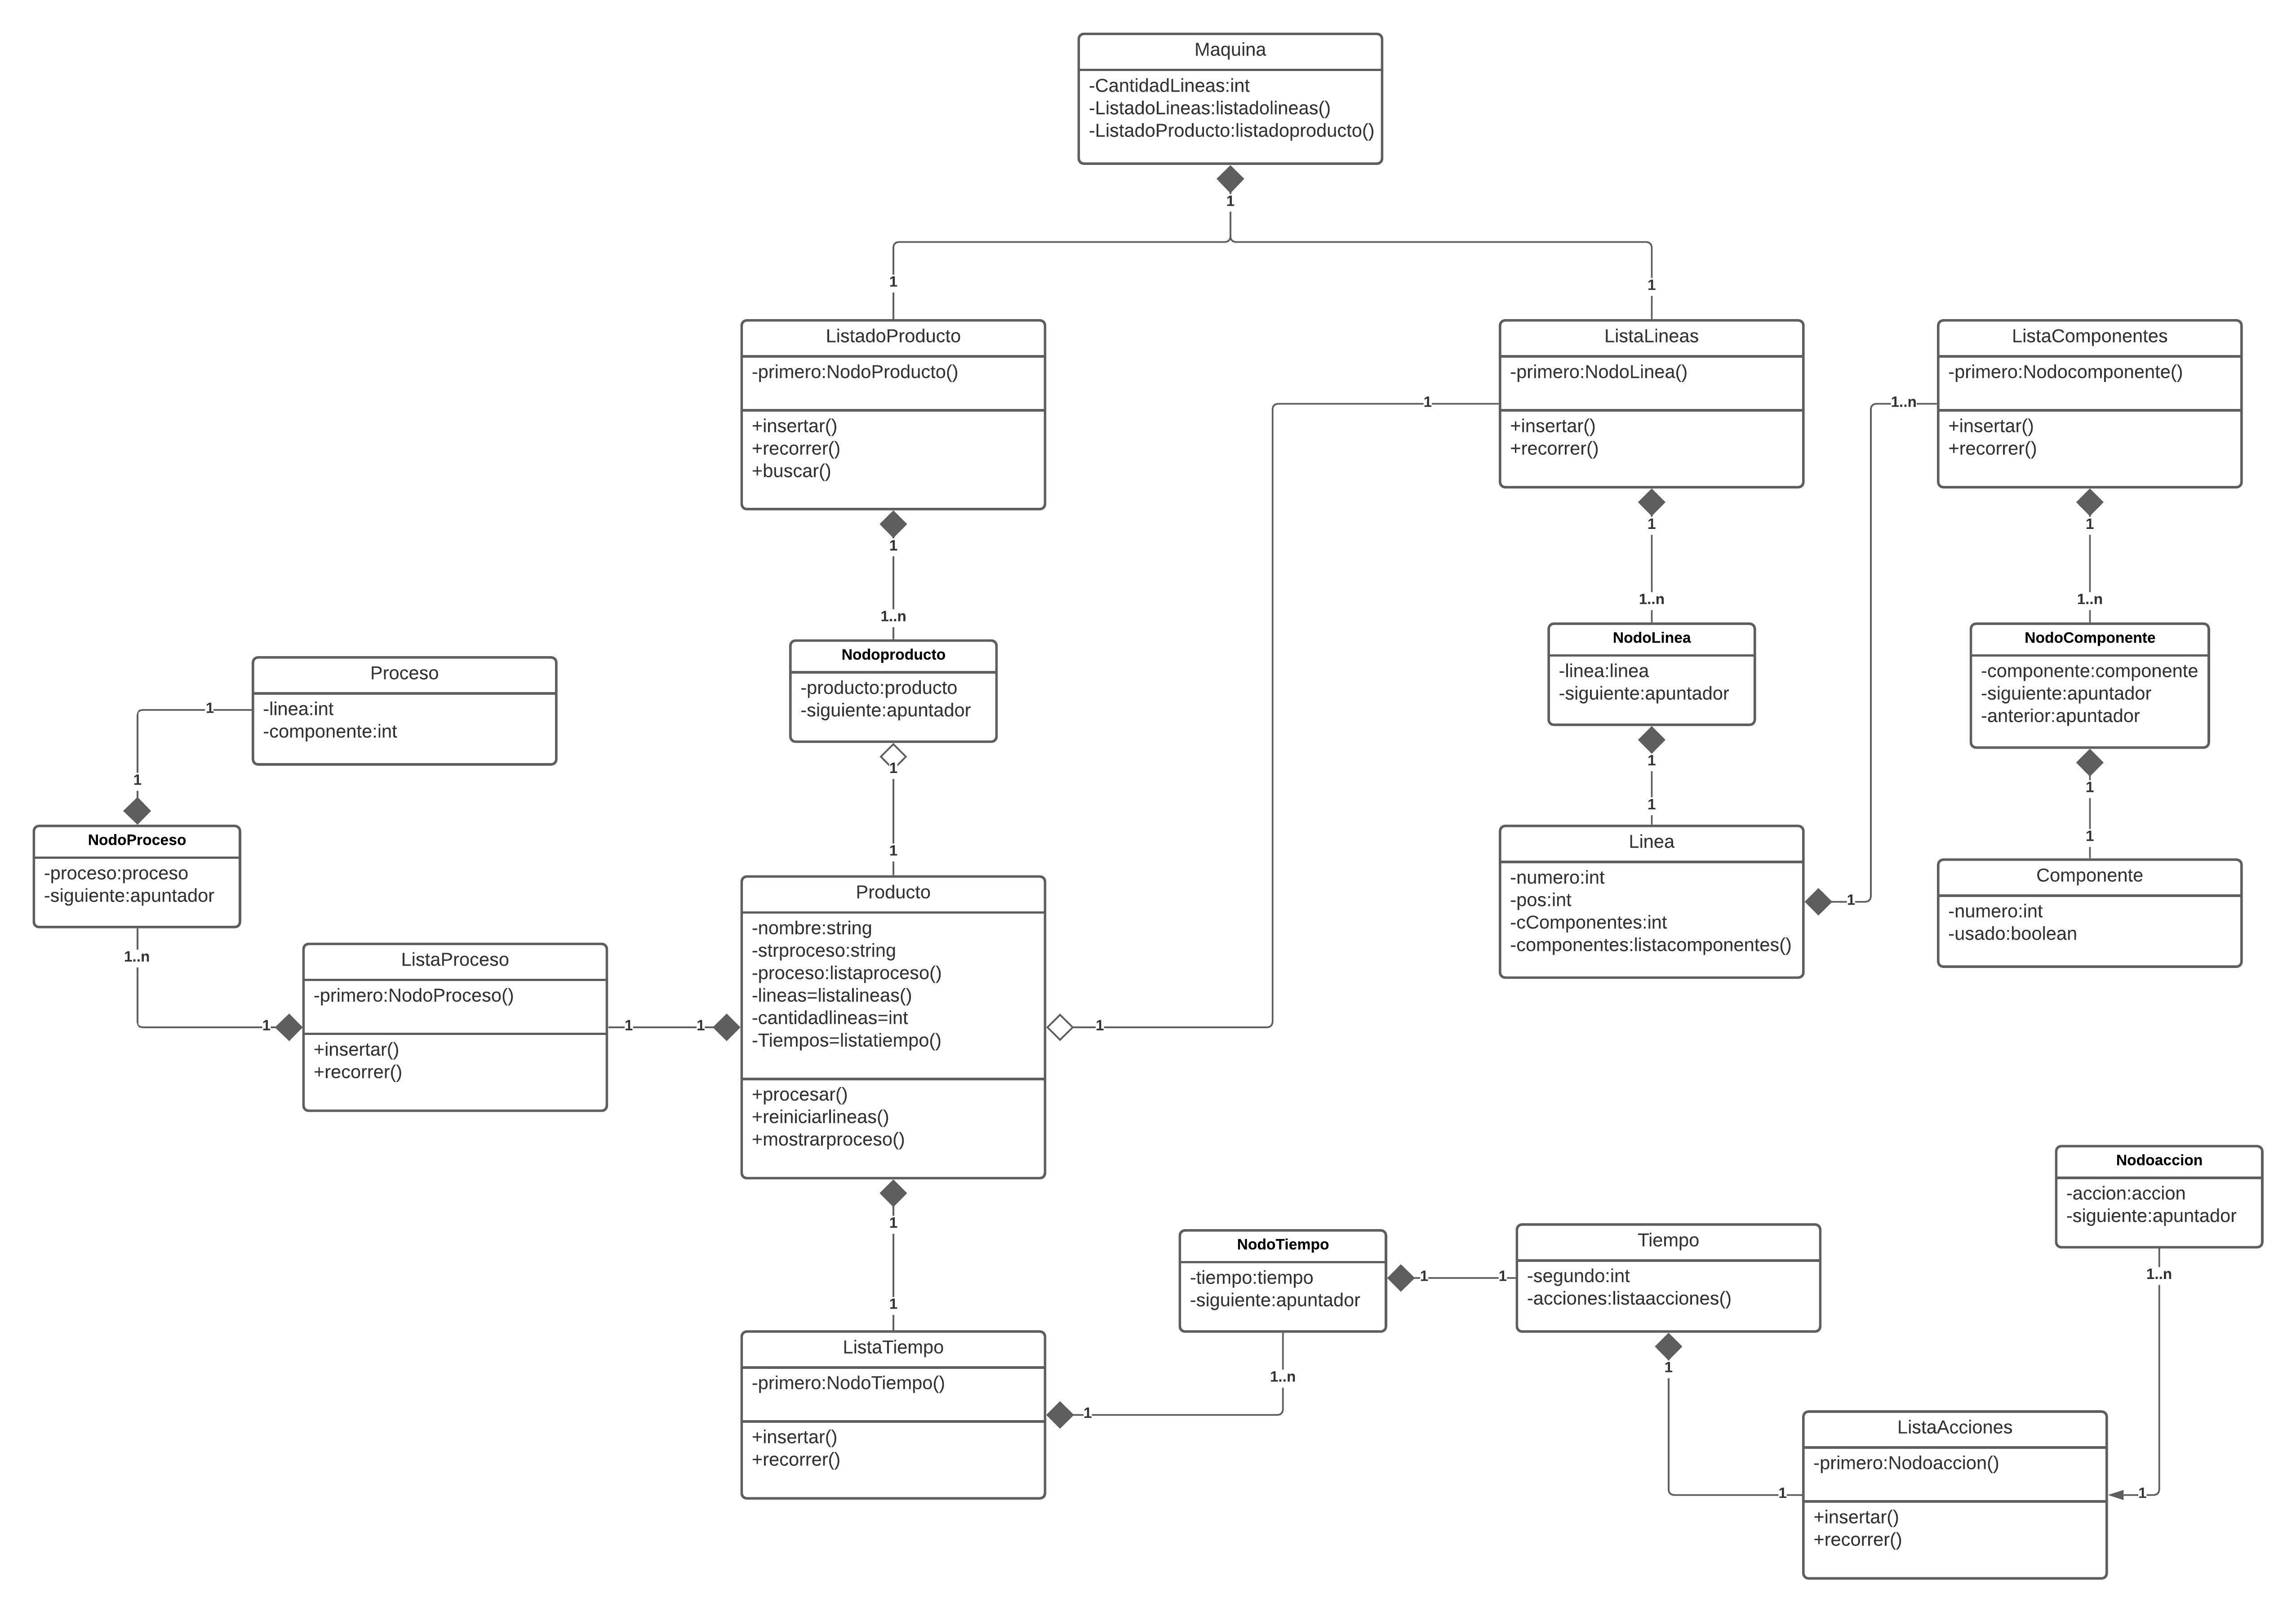 Maquina
-CantidadLineas:int
-ListadoLineas:listadolineas()
-ListadoProducto:listadoproducto()
1
1
1
ListadoProducto
-primero:NodoProducto()
+insertar()
+recorrer()
+buscar()
ListaLineas
-primero:NodoLinea()
+insertar()
+recorrer()
ListaComponentes
-primero:Nodocomponente()
+insertar()
+recorrer()
1
1..n
1
1
1
1..n
1..n
1..n
Nodoproducto
-producto:producto
-siguiente:apuntador
NodoLinea
-linea:linea
-siguiente:apuntador
NodoComponente
-componente:componente
-siguiente:apuntador
-anterior:apuntador
Proceso
-linea:int
-componente:int
1
1
1
1
1
1
1
1
NodoProceso
-proceso:proceso
-siguiente:apuntador
1..n
Linea
-numero:int
-pos:int
-cComponentes:int
-componentes:listacomponentes()
1
Componente
-numero:int
-usado:boolean
ListaProceso
-primero:NodoProceso()
+insertar()
+recorrer()
1
1
1
Producto
-nombre:string
-strproceso:string
-proceso:listaproceso()
-lineas=listalineas()
-cantidadlineas=int
-Tiempos=listatiempo()
+procesar()
+reiniciarlineas()
+mostrarproceso()
1
1
1
Nodoaccion
-accion:accion
-siguiente:apuntador
1..n
NodoTiempo
-tiempo:tiempo
-siguiente:apuntador
1
1
Tiempo
-segundo:int
-acciones:listaacciones()
ListaTiempo
-primero:NodoTiempo()
+insertar()
+recorrer()
1
1..n
1
1
1
ListaAcciones
-primero:Nodoaccion()
+insertar()
+recorrer()